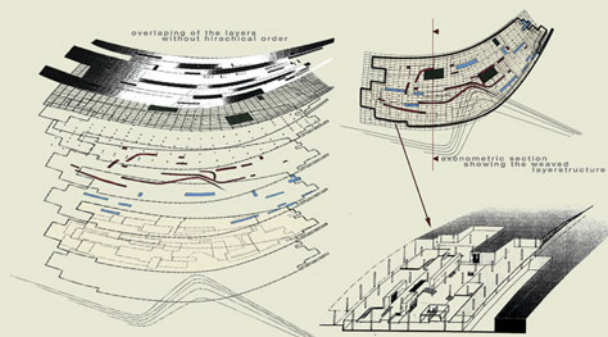 overlaping of the layers
without hirachical order
axonometric section
showing the weaved
layerstructure